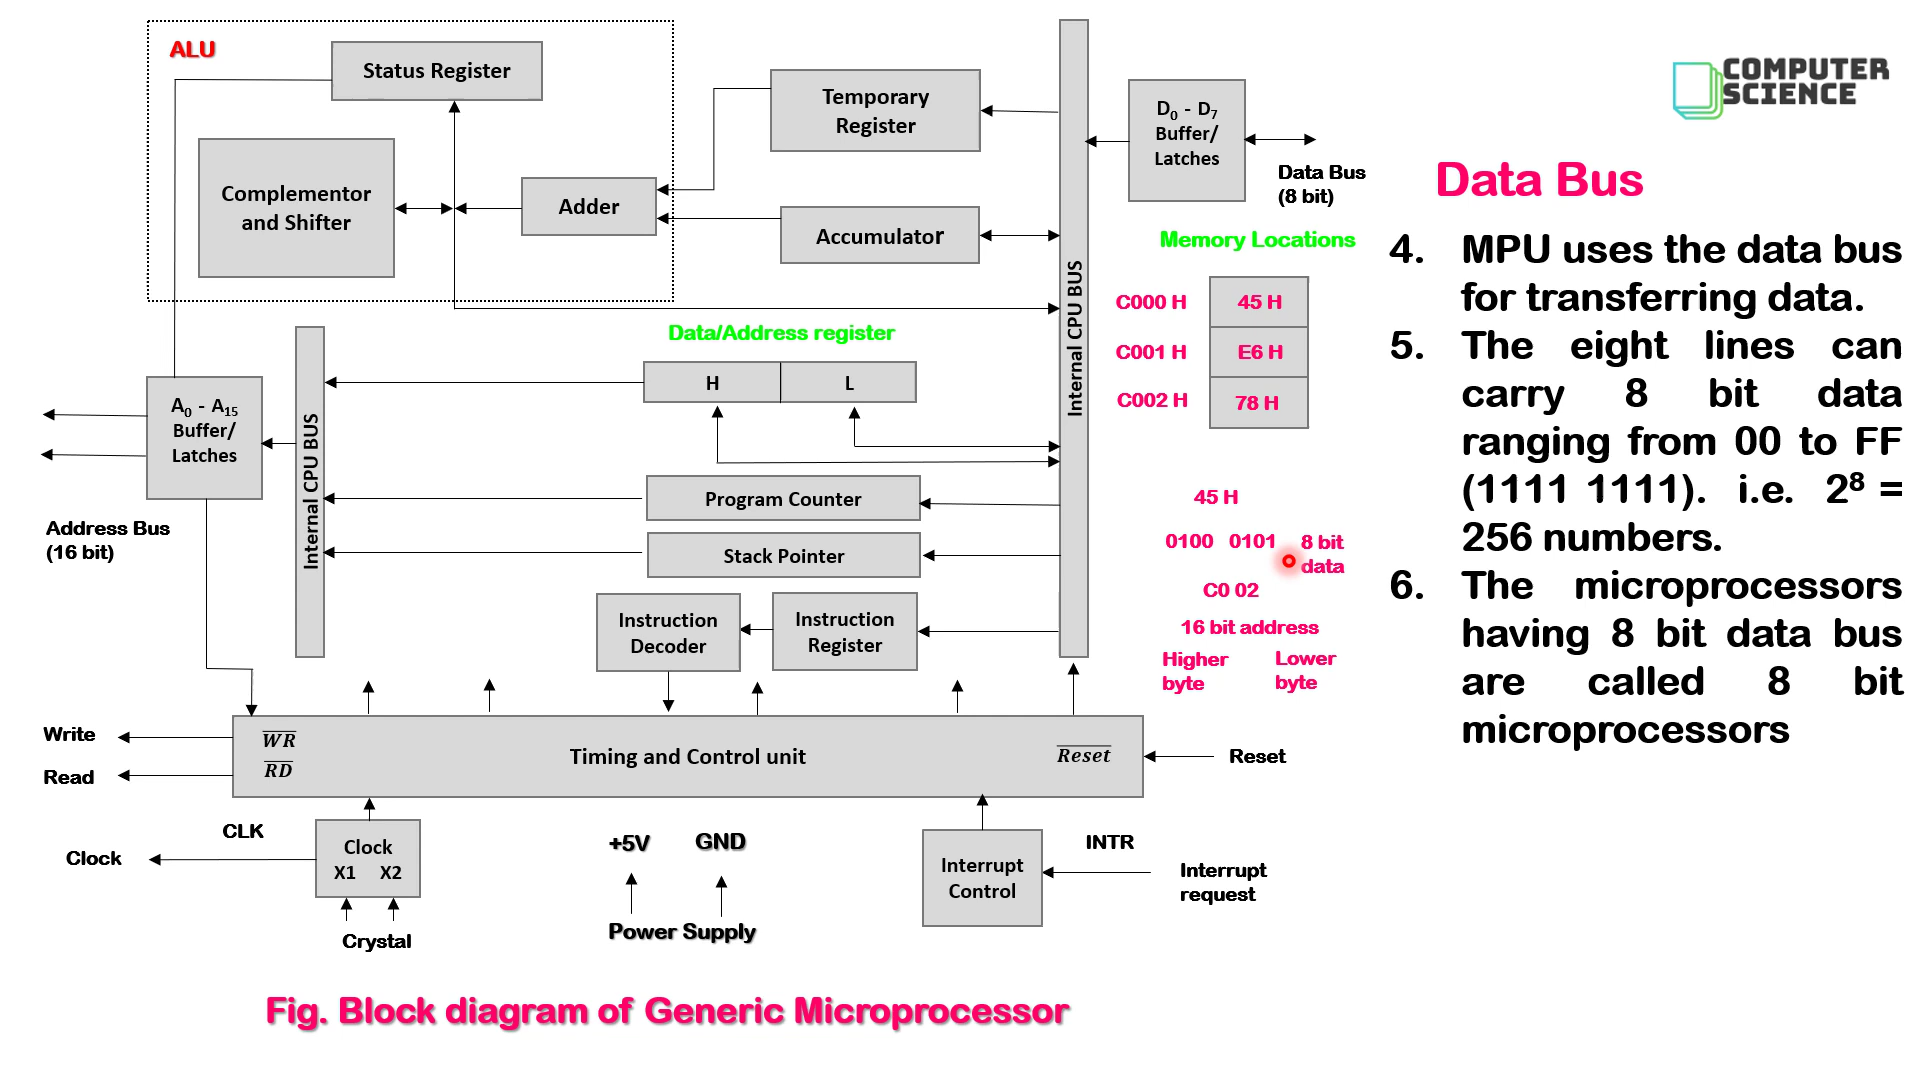 ALU
Status Register
Complementor
and Shifter
Adder
Temporary
Register
Accumulator
Internal CPU BUS
D0 - D7
Buffer/
Latches
Data Bus
(8 bit)
Memory Locations
C000 H 45 H
C001 H E6 H
C002 H 78 H
Data/Address register
H L
A0 - A15
Buffer/
Latches
Internal CPU BUS
Address Bus
(16 bit)
Program Counter
Stack Pointer
Instruction
Decoder
Instruction
Register
45 H
0100 0101 8 bit
data
C0 02
16 bit address
Higher
byte
Lower
byte
Write
Read
W̅R̅
R̅D̅
Timing and Control unit
R̅e̅s̅e̅t̅
Reset
CLK
Clock
Clock
X1 X2
Crystal
+5V GND
Power Supply
Interrupt
Control
INTR
Interrupt
request
Fig. Block diagram of Generic Microprocessor
COMPUTER
SCIENCE
Data Bus
4. MPU uses the data bus
for transferring data.
5. The eight lines can
carry 8 bit data
ranging from 00 to FF
(1111 1111). i.e. 2⁸ =
256 numbers.
6. The microprocessors
having 8 bit data bus
are called 8 bit
microprocessors